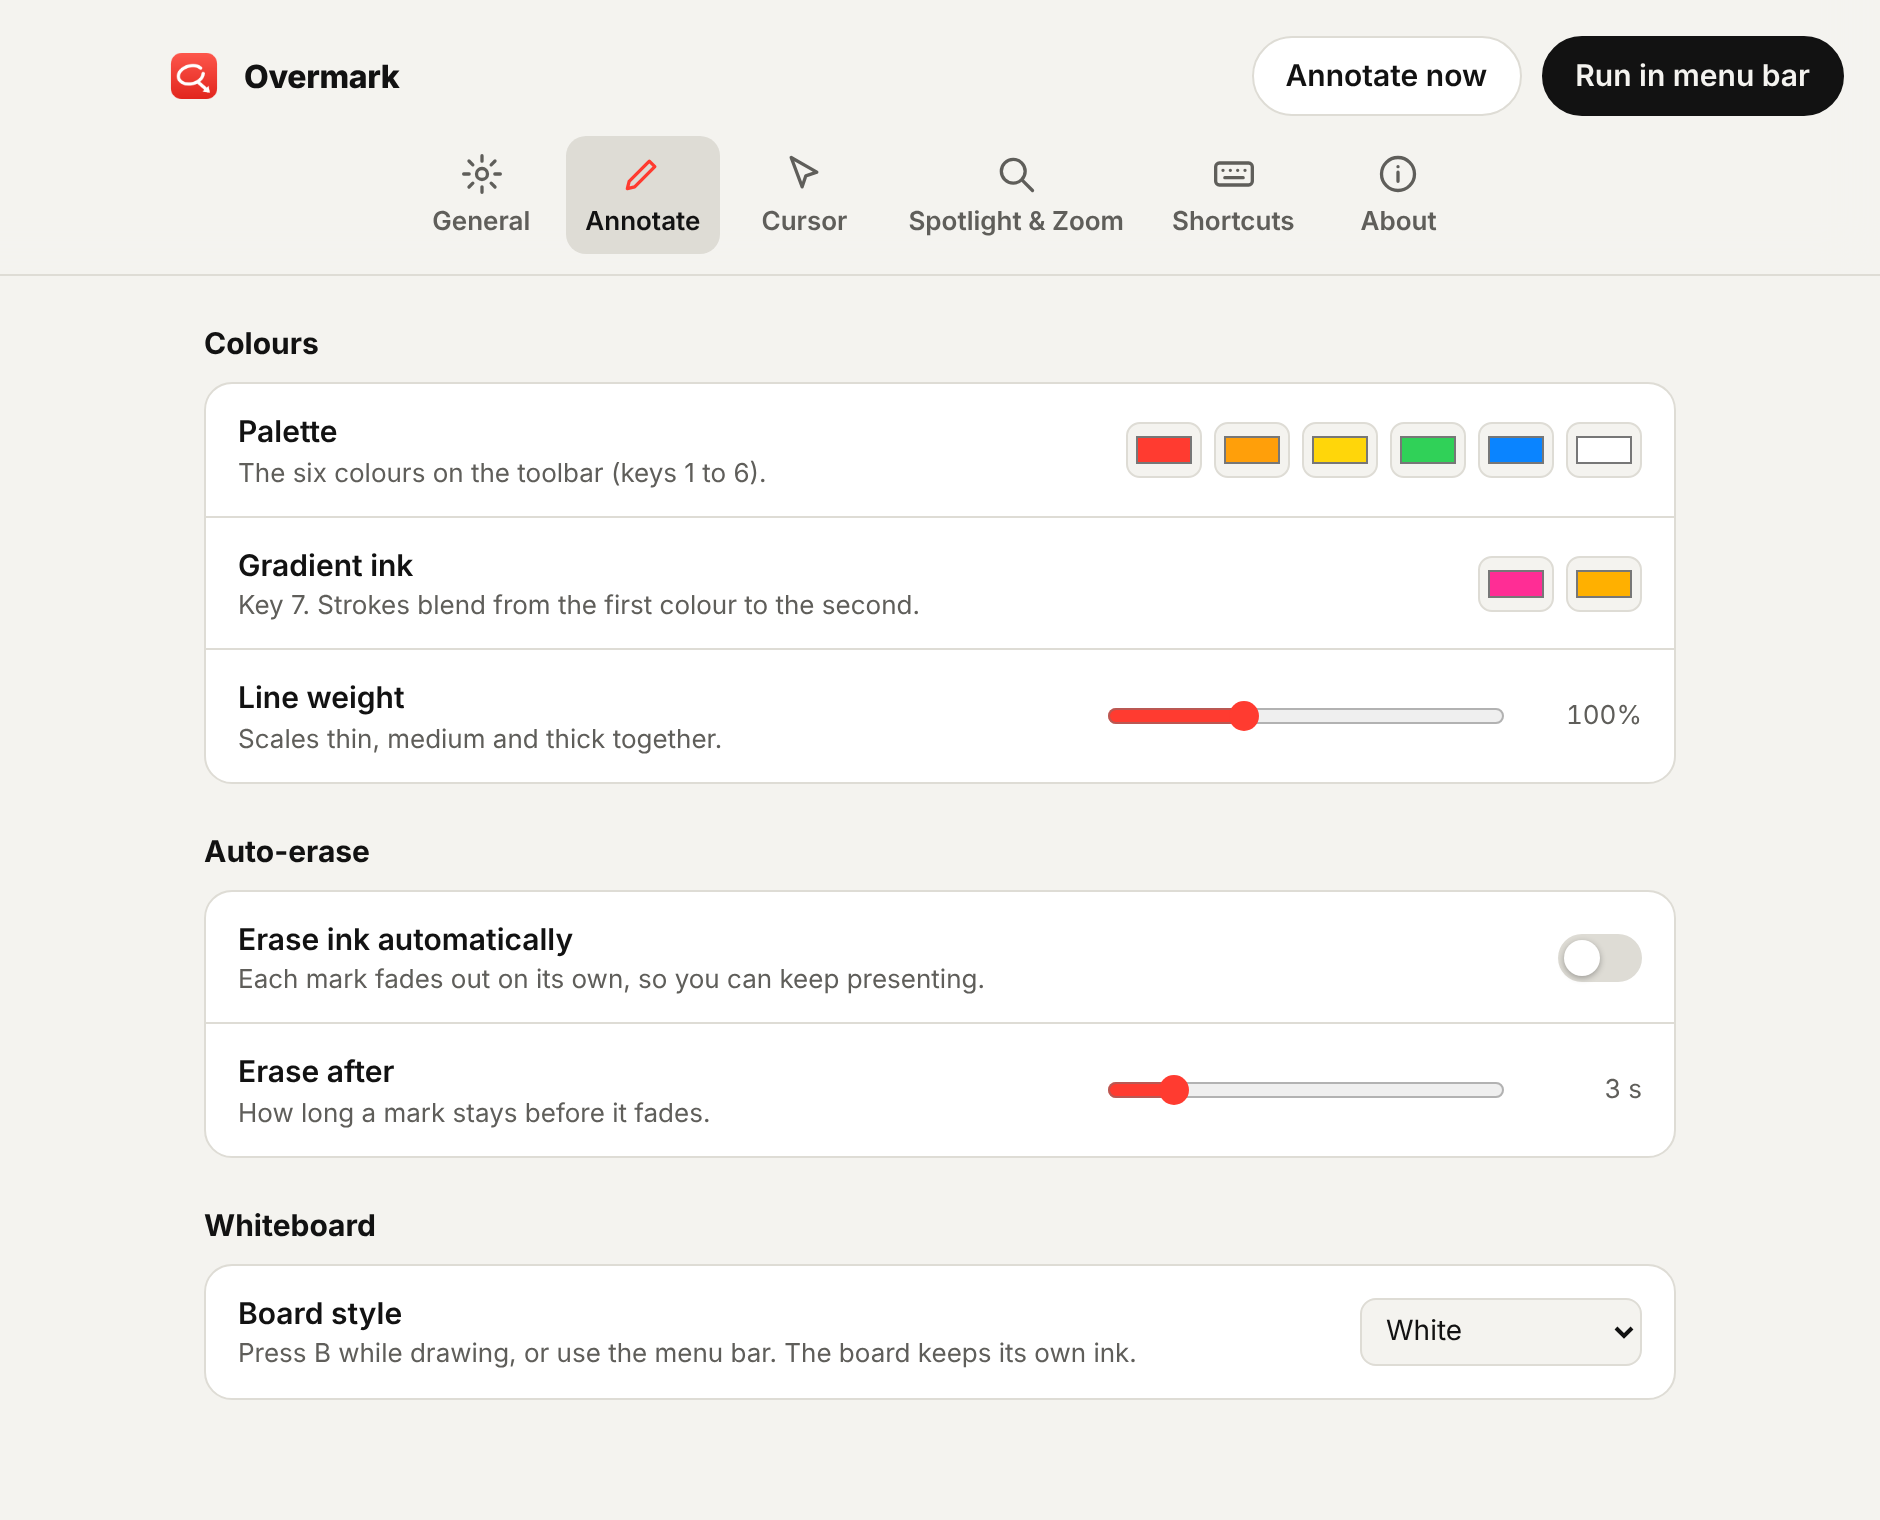 Overmark
Annotate now
Run in menu bar
General
Annotate
Cursor
Spotlight & Zoom
Shortcuts
About
Colours
Palette
The six colours on the toolbar (keys 1 to 6).
Gradient ink
Key 7. Strokes blend from the first colour to the second.
Line weight
Scales thin, medium and thick together.
100%
Auto-erase
Erase ink automatically
Each mark fades out on its own, so you can keep presenting.
Erase after
How long a mark stays before it fades.
3 s
Whiteboard
Board style
Press B while drawing, or use the menu bar. The board keeps its own ink.
White